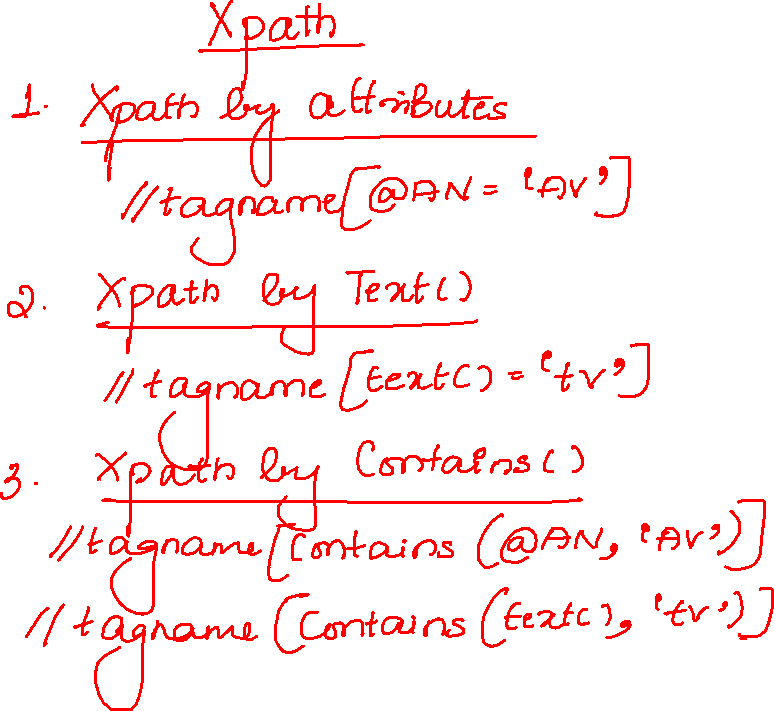 Xpath
1. Xpath by attributes
//tagname[@AN = 'AV']
2. Xpath by Text()
//tagname[text() = 'tv']
3. Xpath by Contains()
//tagname[Contains (@AN, 'AV')]
//tagname[Contains (text(), 'tv')]